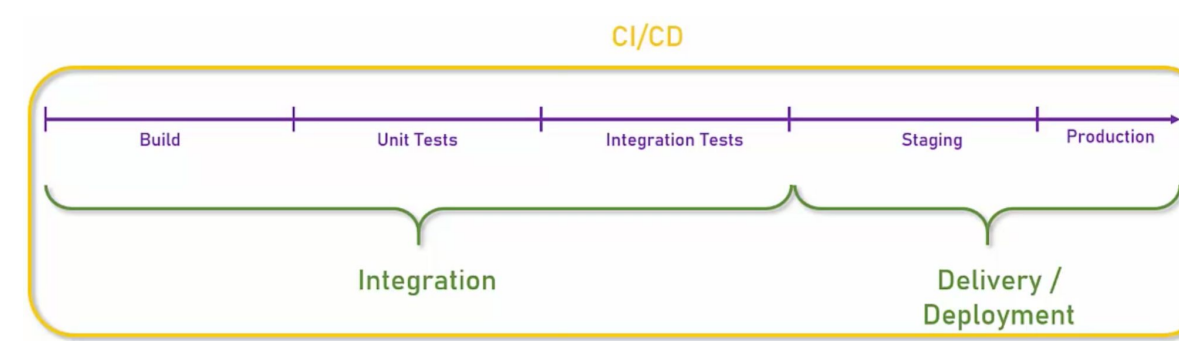 CI/CD
Build
Unit Tests
Integration Tests
Staging
Production
Integration
Delivery /
Deployment